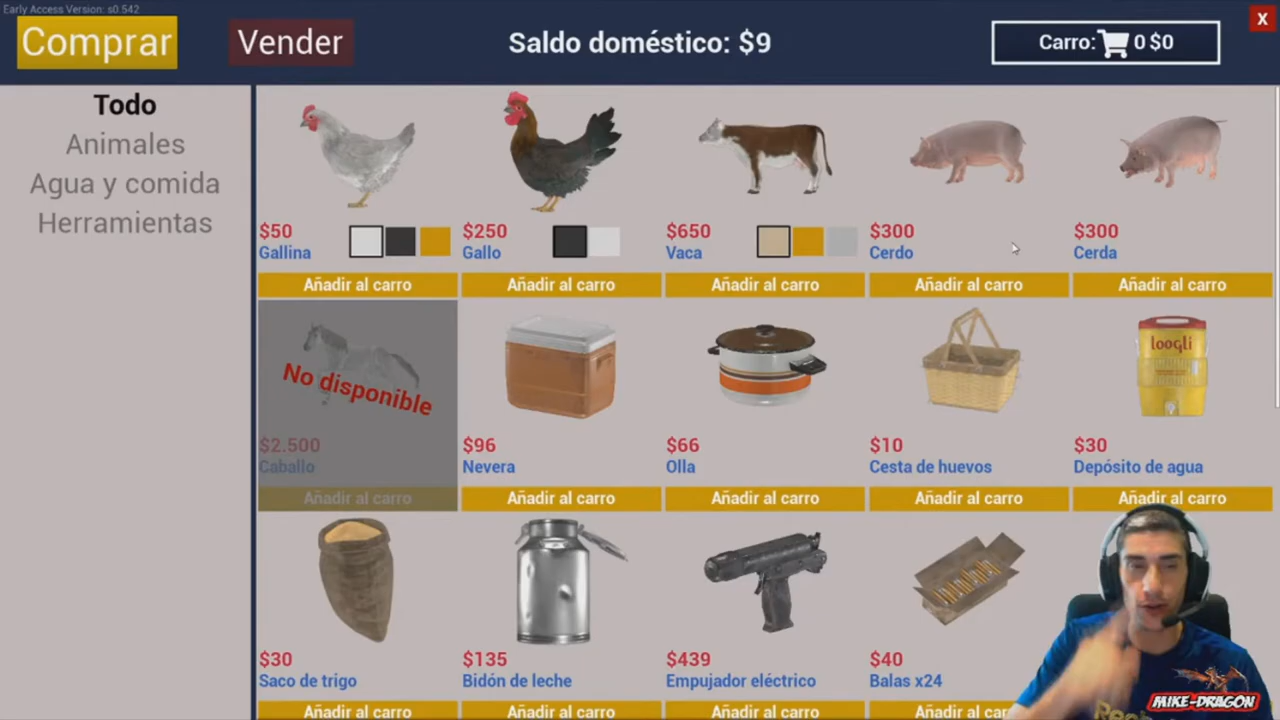 Early Access Version: s0.542
Comprar
Vender
Saldo doméstico: $9
Carro: 0 $0
X
Todo
Animales
Agua y comida
Herramientas
$50
Gallina
Añadir al carro
$250
Gallo
Añadir al carro
$650
Vaca
Añadir al carro
$300
Cerdo
Añadir al carro
$300
Cerda
Añadir al carro
No disponible
$2.500
Caballo
Añadir al carro
$96
Nevera
Añadir al carro
$66
Olla
Añadir al carro
$10
Cesta de huevos
Añadir al carro
loogli
$30
Depósito de agua
Añadir al carro
$30
Saco de trigo
Añadir al carro
$135
Bidón de leche
Añadir al carro
$439
Empujador eléctrico
Añadir al carro
$40
Balas x24
Añadir al carro
MIKE-DRAGON